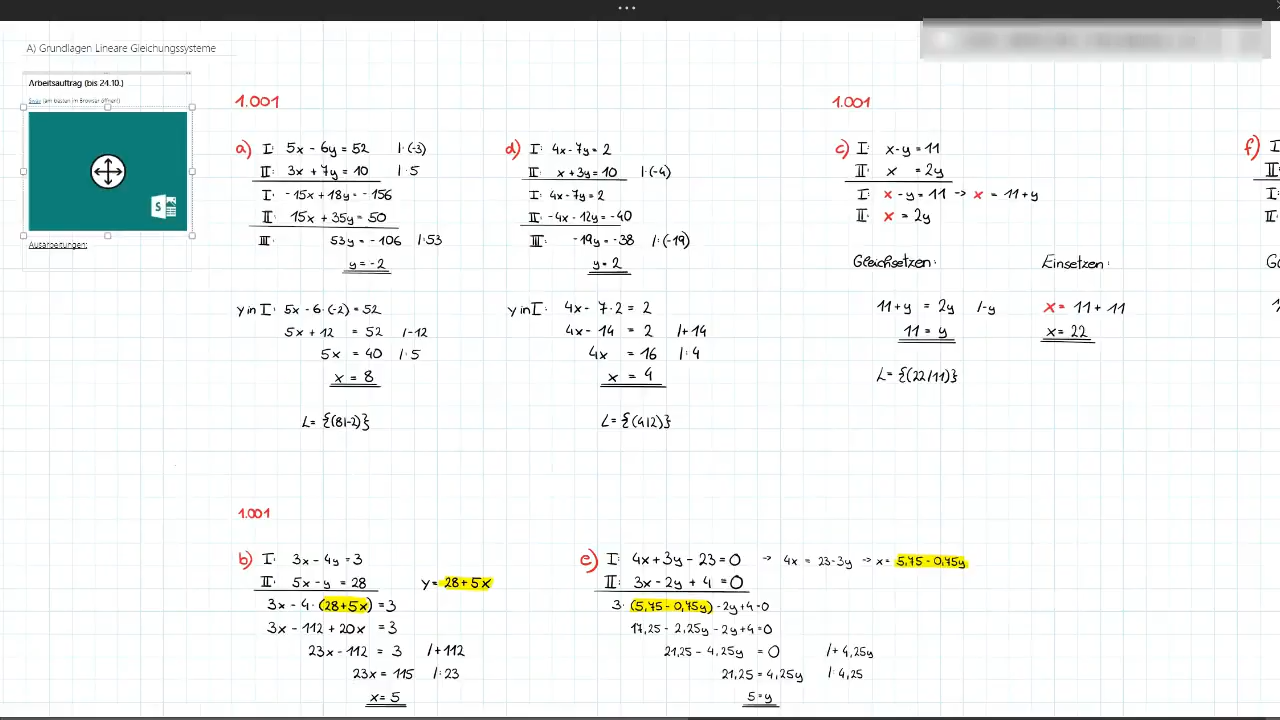 A) Grundlagen Lineare Gleichungssysteme
Arbeitsauftrag (bis 24.10.)
Sway (am besten im Browser öffnen!)
S
Ausarbeitungen:
1.001
a) I: 5x - 6y = 52 |·(-3)
II: 3x + 7y = 10 |·5
I: -15x + 18y = -156
II: 15x + 35y = 50
III: 53y = -106 |:53
y = -2
y in I: 5x - 6·(-2) = 52
5x + 12 = 52 |-12
5x = 40 |:5
x = 8
L = {(8|-2)}
d) I: 4x - 7y = 2
II: x + 3y = 10 |·(-4)
I: 4x - 7y = 2
II: -4x - 12y = -40
III: -19y = -38 |:(-19)
y = 2
y in I: 4x - 7·2 = 2
4x - 14 = 2 |+14
4x = 16 |:4
x = 4
L = {(4|2)}
1.001
c) I: x - y = 11
II: x = 2y
I: x - y = 11 → x = 11 + y
II: x = 2y
Gleichsetzen:
11 + y = 2y |-y
11 = y
L = {(22/11)}
Einsetzen:
x = 11 + 11
x = 22
f) I
1.001
b) I: 3x - 4y = 3
II: 5x - y = 28 y = 28 + 5x
3x - 4·(28 + 5x) = 3
3x - 112 + 20x = 3
23x - 112 = 3 |+112
23x = 115 |:23
x = 5
e) I: 4x + 3y - 23 = 0 → 4x = 23 - 3y → x = 5,75 - 0,75y
II: 3x - 2y + 4 = 0
3·(5,75 - 0,75y) - 2y + 4 = 0
17,25 - 2,25y - 2y + 4 = 0
21,25 - 4,25y = 0 |+ 4,25y
21,25 = 4,25y |: 4,25
5 = y